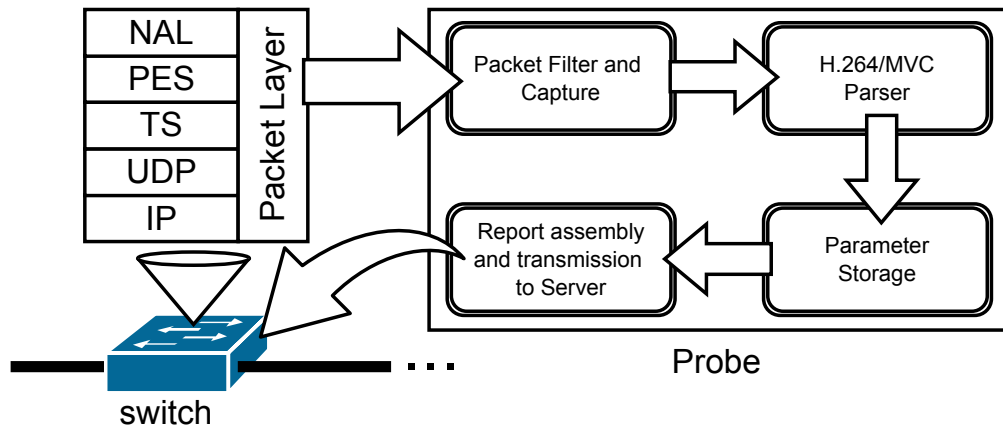 NAL
PES
TS
UDP
IP
Packet Layer
Packet Filter and
Capture
H.264/MVC
Parser
Report assembly
and transmission
to Server
Parameter
Storage
Probe
switch